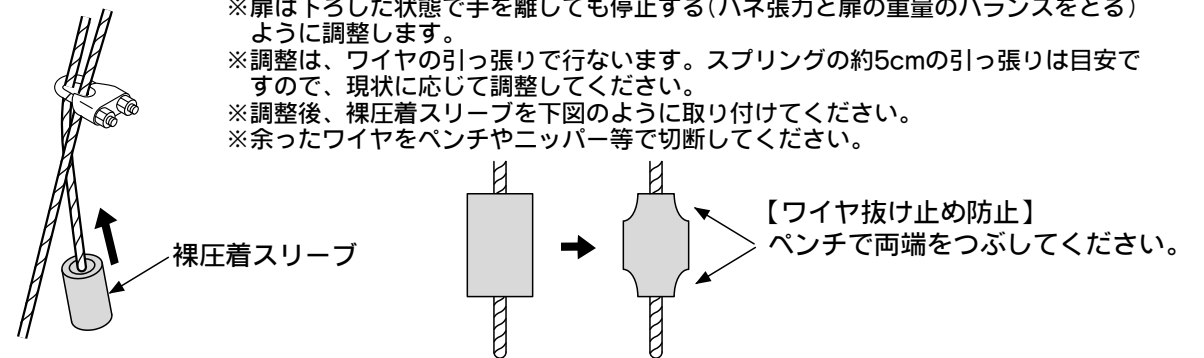 ※扉は下ろした状態で手を離しても停止する(バネ張力と扉の重量のバランスをとる)
ように調整します。
※調整は、ワイヤの引っ張りで行ないます。スプリングの約5cmの引っ張りは目安で
すので、現状に応じて調整してください。
※調整後、裸圧着スリーブを下図のように取り付けてください。
※余ったワイヤをペンチやニッパー等で切断してください。
裸圧着スリーブ
【ワイヤ抜け止め防止】
ペンチで両端をつぶしてください。